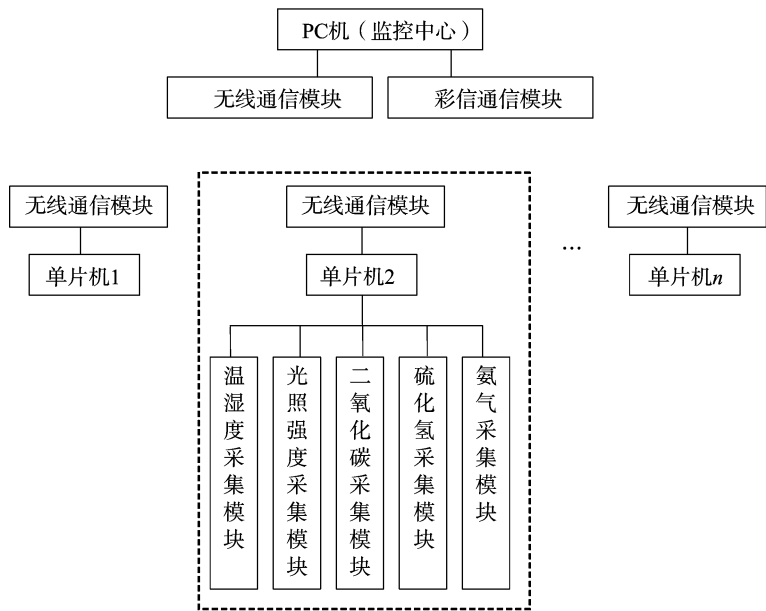 PC机（监控中心）
无线通信模块
彩信通信模块
无线通信模块
无线通信模块
无线通信模块
单片机1
单片机2
...
单片机n
温湿度采集模块
光照强度采集模块
二氧化碳采集模块
硫化氢采集模块
氨气采集模块